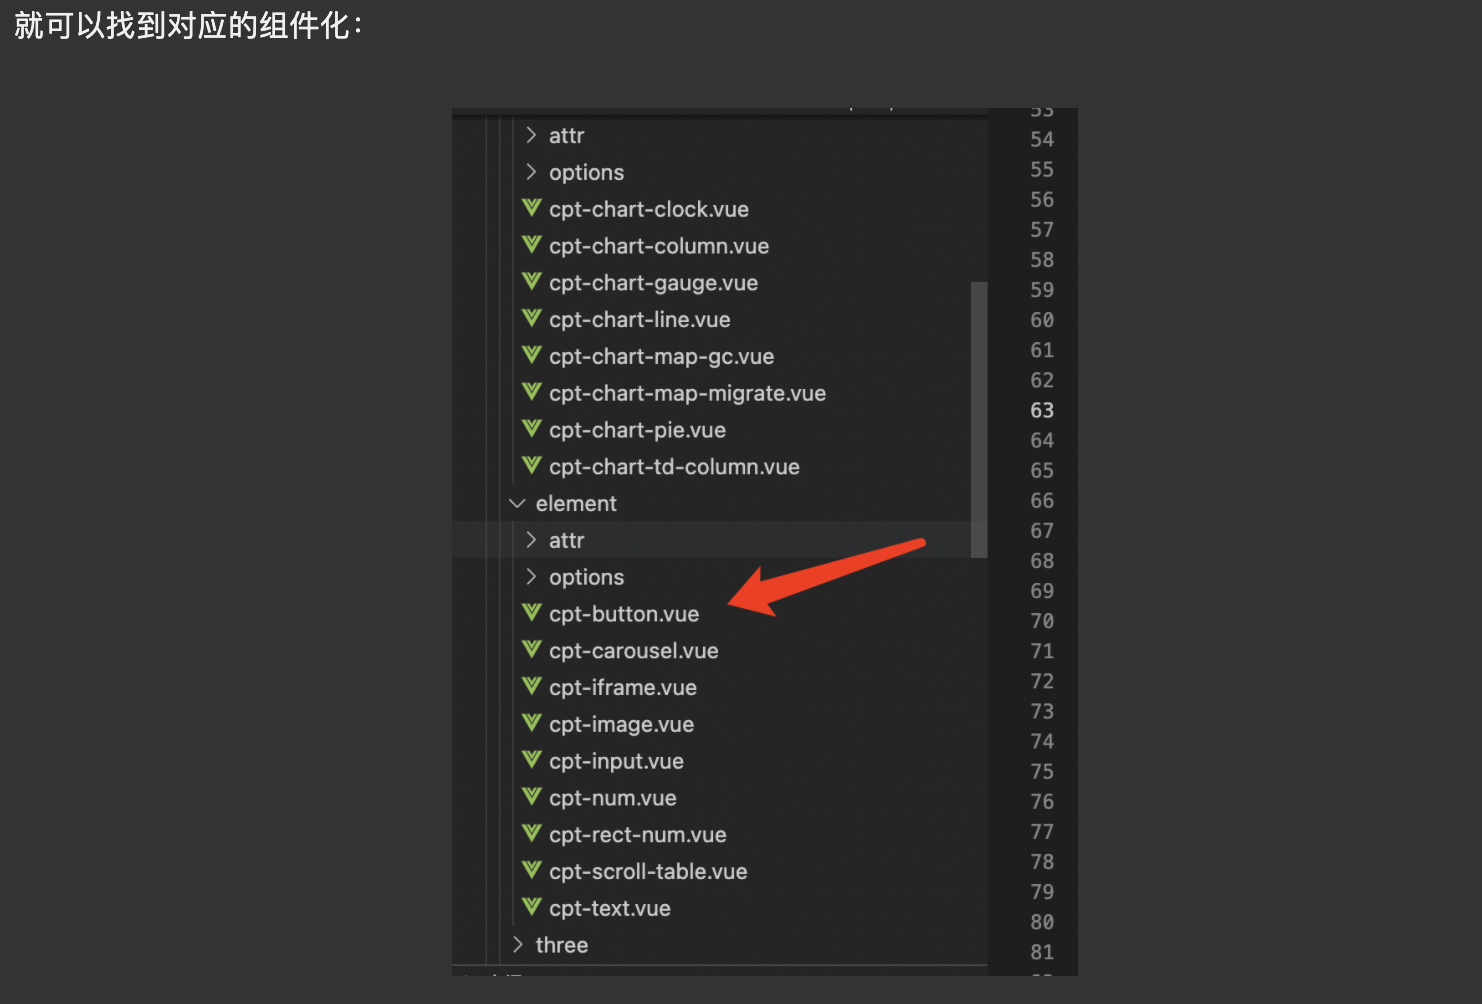 就可以找到对应的组件化：
attr
options
cpt-chart-clock.vue
cpt-chart-column.vue
cpt-chart-gauge.vue
cpt-chart-line.vue
cpt-chart-map-gc.vue
cpt-chart-map-migrate.vue
cpt-chart-pie.vue
cpt-chart-td-column.vue
element
attr
options
cpt-button.vue
cpt-carousel.vue
cpt-iframe.vue
cpt-image.vue
cpt-input.vue
cpt-num.vue
cpt-rect-num.vue
cpt-scroll-table.vue
cpt-text.vue
three
53
54
55
56
57
58
59
60
61
62
63
64
65
66
67
68
69
70
71
72
73
74
75
76
77
78
79
80
81